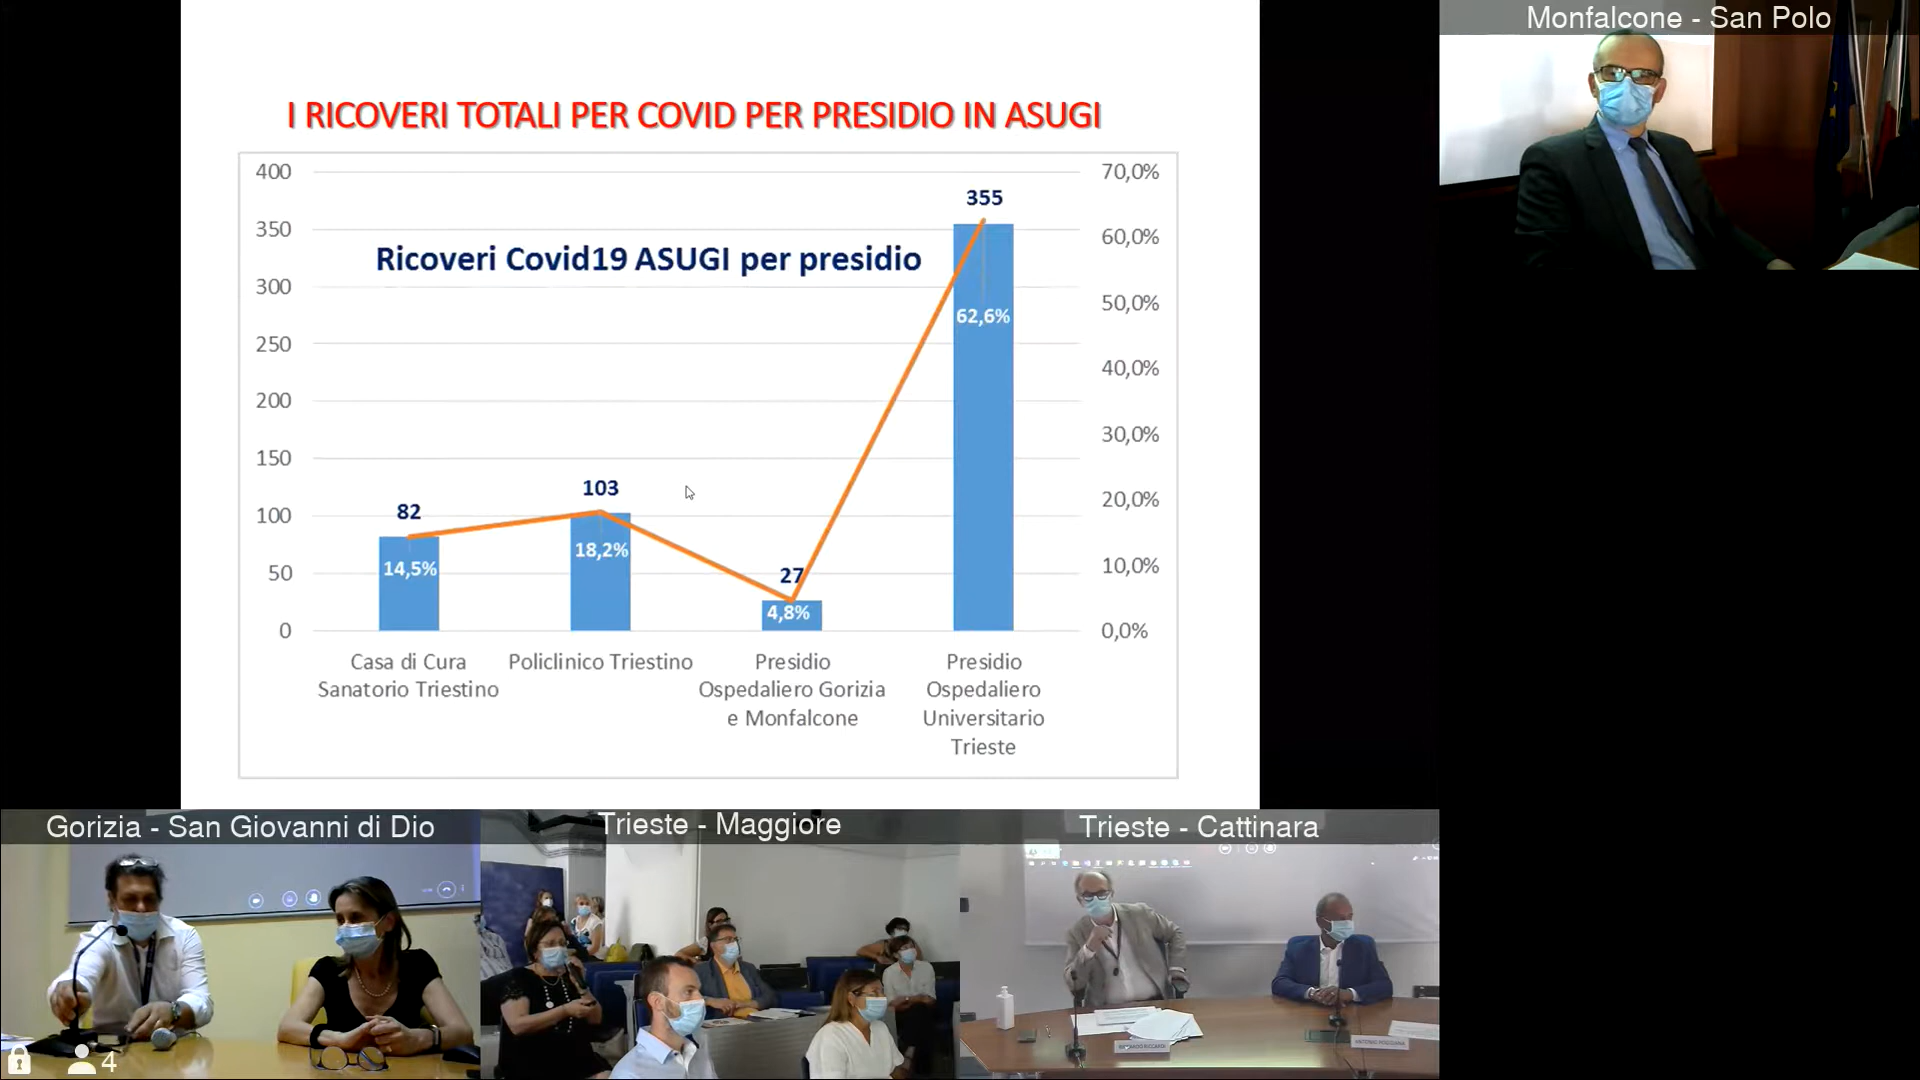 Monfalcone - San Polo
I RICOVERI TOTALI PER COVID PER PRESIDIO IN ASUGI
Ricoveri Covid19 ASUGI per presidio
400
350
300
250
200
150
100
50
0
70,0%
60,0%
50,0%
40,0%
30,0%
20,0%
10,0%
0,0%
82
14,5%
103
18,2%
27
4,8%
355
62,6%
Casa di Cura
Sanatorio Triestino
Policlinico Triestino
Presidio
Ospedaliero Gorizia
e Monfalcone
Presidio
Ospedaliero
Universitario
Trieste
Gorizia - San Giovanni di Dio
Trieste - Maggiore
Trieste - Cattinara
4